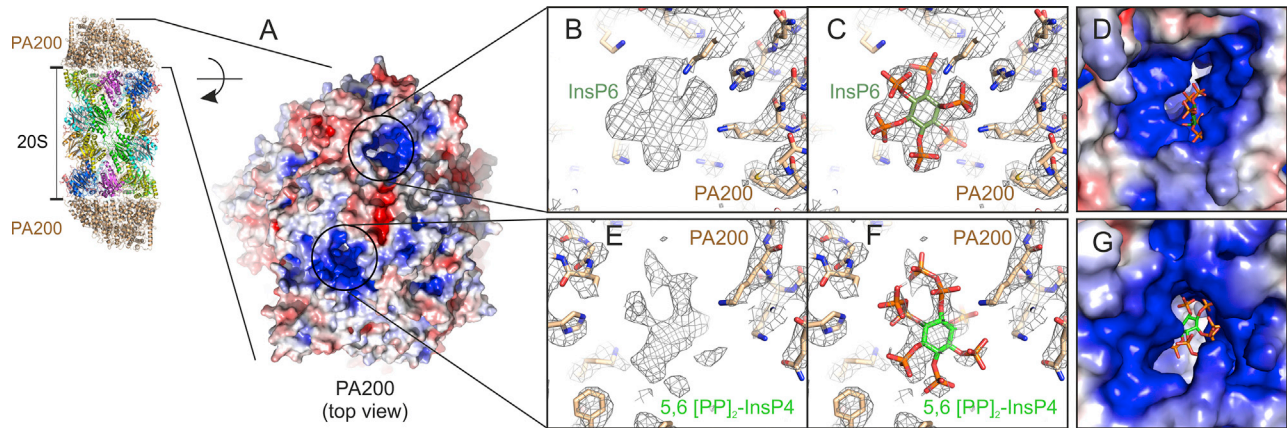 PA200
20S
PA200
A
PA200
(top view)
B
InsP6
PA200
C
InsP6
PA200
D
E
PA200
5,6 [PP]₂-InsP4
F
PA200
5,6 [PP]₂-InsP4
G